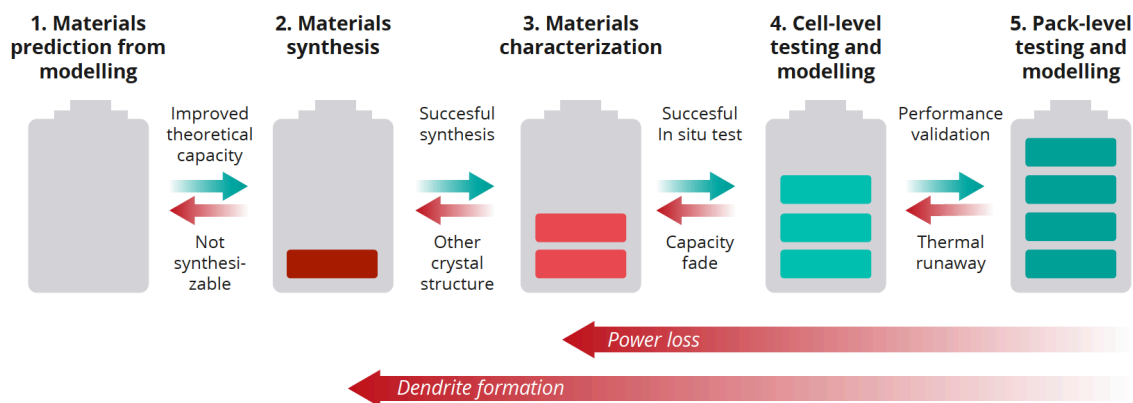 1. Materials
prediction from
modelling
2. Materials
synthesis
3. Materials
characterization
4. Cell-level
testing and
modelling
5. Pack-level
testing and
modelling
Improved
theoretical
capacity
Succesful
synthesis
Succesful
In situ test
Performance
validation
Not
synthesi-
zable
Other
crystal
structure
Capacity
fade
Thermal
runaway
Power loss
Dendrite formation